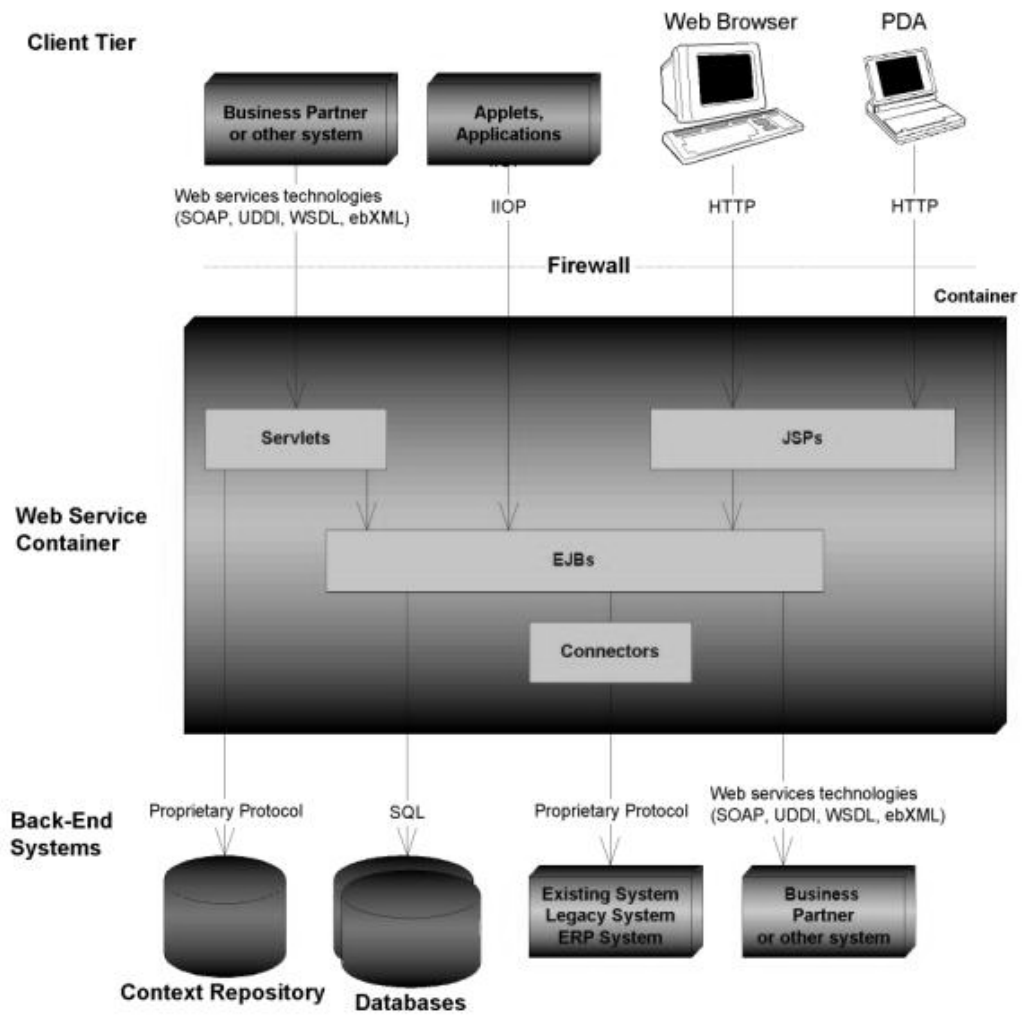 Client Tier
Web Browser
PDA
Business Partner
or other system
Applets,
Applications
Web services technologies
(SOAP, UDDI, WSDL, ebXML)
IIOP
HTTP
HTTP
Firewall
Container
Servlets
JSPs
Web Service
Container
EJBs
Connectors
Back-End
Systems
Proprietary Protocol
SQL
Proprietary Protocol
Web services technologies
(SOAP, UDDI, WSDL, ebXML)
Existing System
Legacy System
ERP System
Business
Partner
or other system
Context Repository
Databases